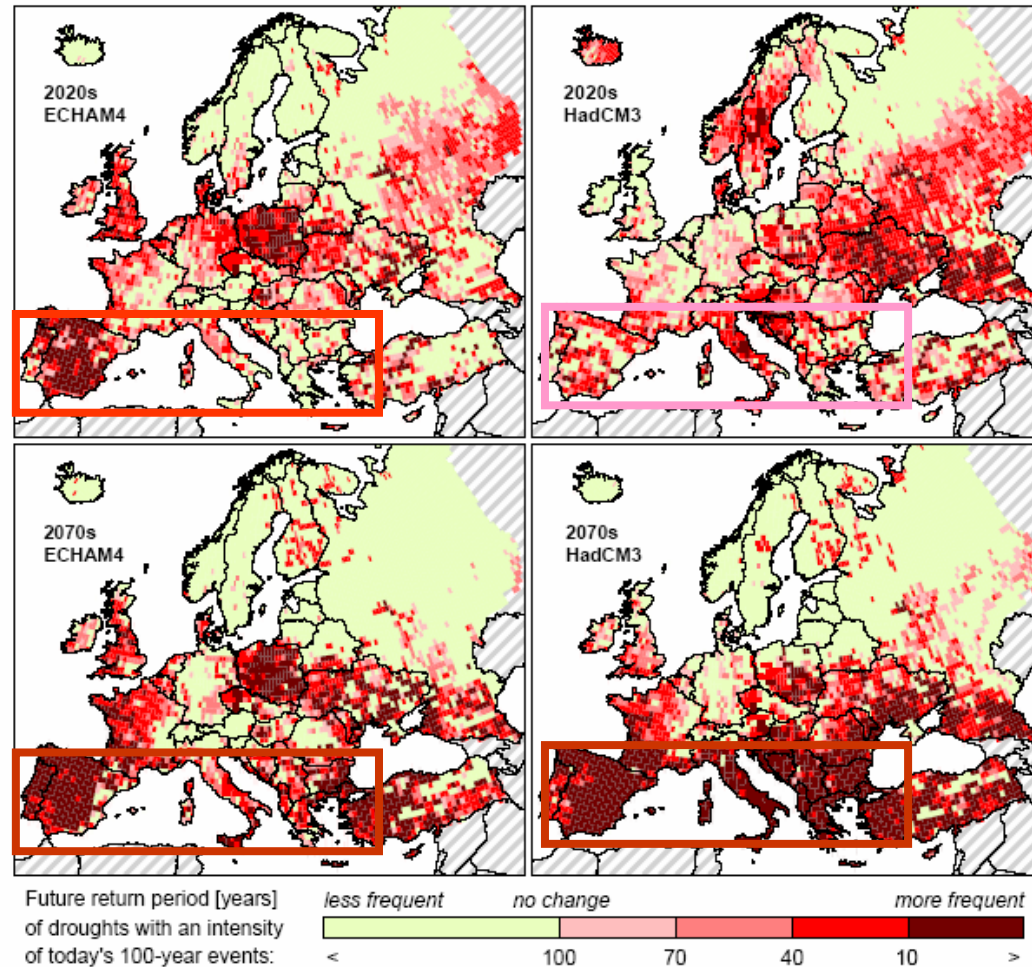 2020s
ECHAM4
2020s
HadCM3
2070s
ECHAM4
2070s
HadCM3
Future return period [years]
of droughts with an intensity
of today's 100-year events:
less frequent no change more frequent
< 100 70 40 10 >